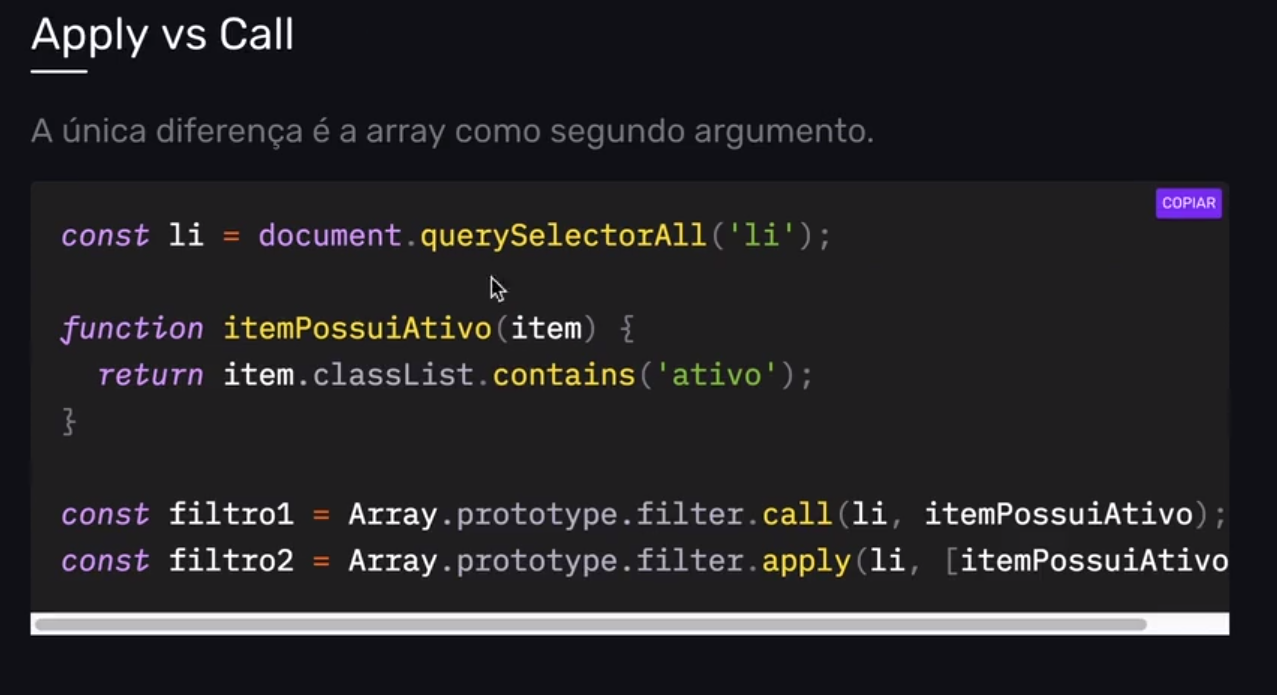 Apply vs Call
A única diferença é a array como segundo argumento.
COPIAR
const li = document.querySelectorAll('li');
function itemPossuiAtivo(item) {
return item.classList.contains('ativo');
}
const filtro1 = Array.prototype.filter.call(li, itemPossuiAtivo);
const filtro2 = Array.prototype.filter.apply(li, [itemPossuiAtivo